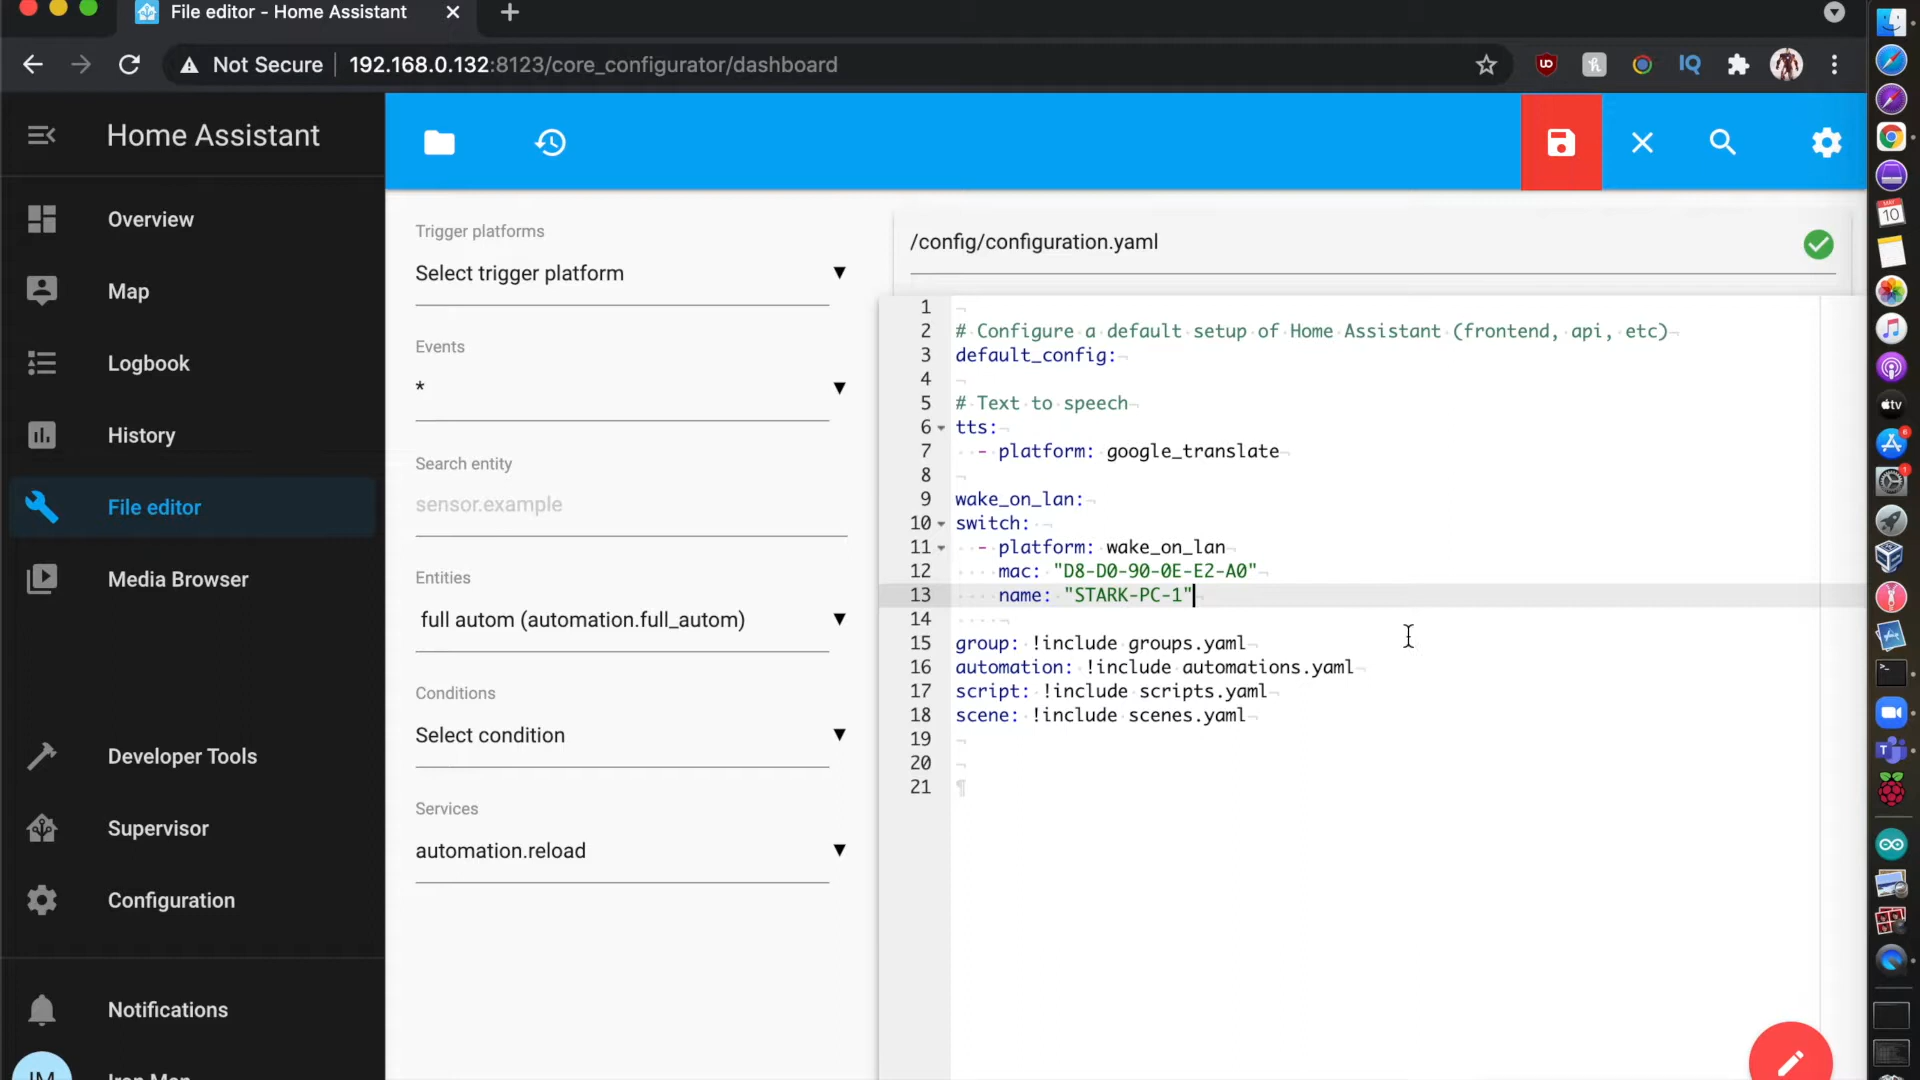 File editor - Home Assistant
Not Secure
192.168.0.132:8123/core_configurator/dashboard
Home Assistant
Overview
Map
Logbook
History
File editor
Media Browser
Developer Tools
Supervisor
Configuration
Notifications
IM
Iron Man
Trigger platforms
Select trigger platform
Events
*
Search entity
sensor.example
Entities
full autom (automation.full_autom)
Conditions
Select condition
Services
automation.reload
/config/configuration.yaml
1
2 # Configure a default setup of Home Assistant (frontend, api, etc)
3 default_config:
4
5 # Text to speech
6 tts:
7 - platform: google_translate
8
9 wake_on_lan:
10 switch:
11 - platform: wake_on_lan
12 mac: "D8-D0-90-0E-E2-A0"
13 name: "STARK-PC-1"
14
15 group: !include groups.yaml
16 automation: !include automations.yaml
17 script: !include scripts.yaml
18 scene: !include scenes.yaml
19
20
21
IQ
10
tv